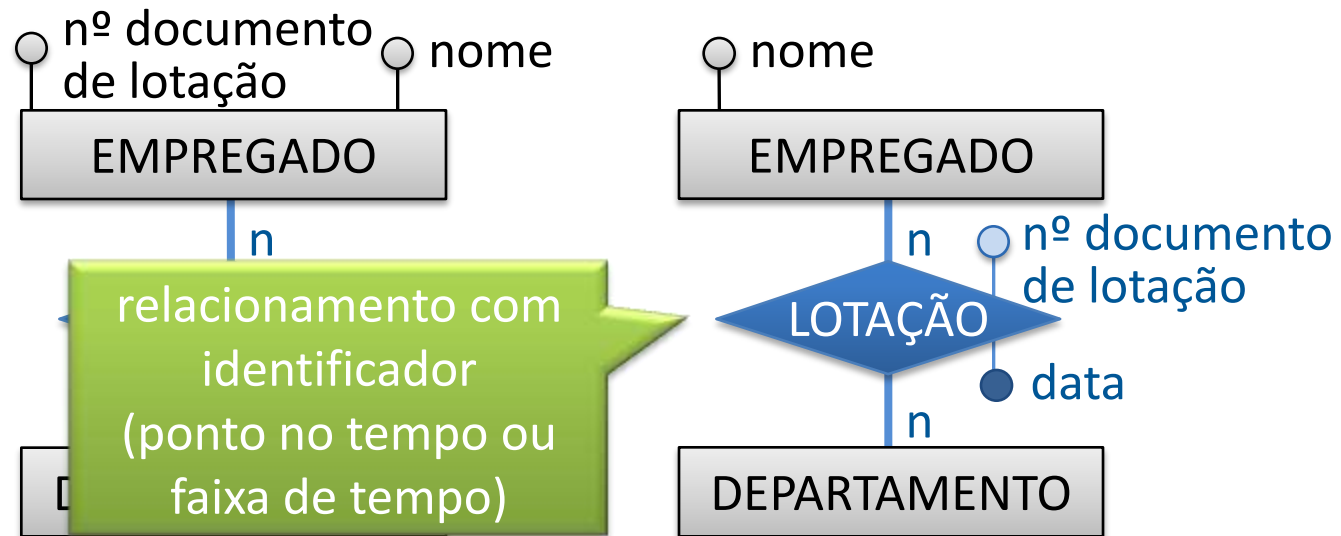 nº documento
de lotação
nome
EMPREGADO
n
relacionamento com
identificador
(ponto no tempo ou
faixa de tempo)
nome
EMPREGADO
n
nº documento
de lotação
LOTAÇÃO
data
n
DEPARTAMENTO